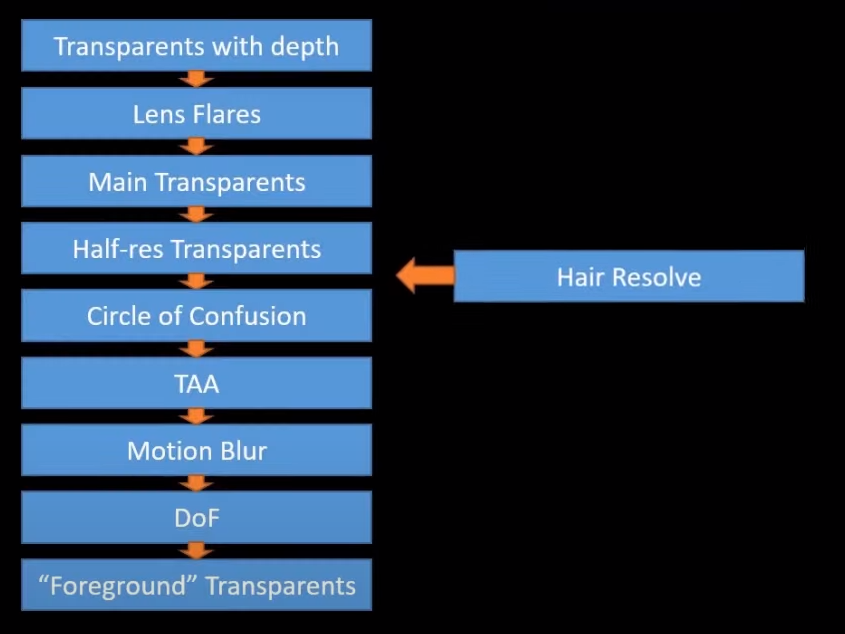 Transparents with depth
Lens Flares
Main Transparents
Half-res Transparents
Hair Resolve
Circle of Confusion
TAA
Motion Blur
DoF
“Foreground” Transparents